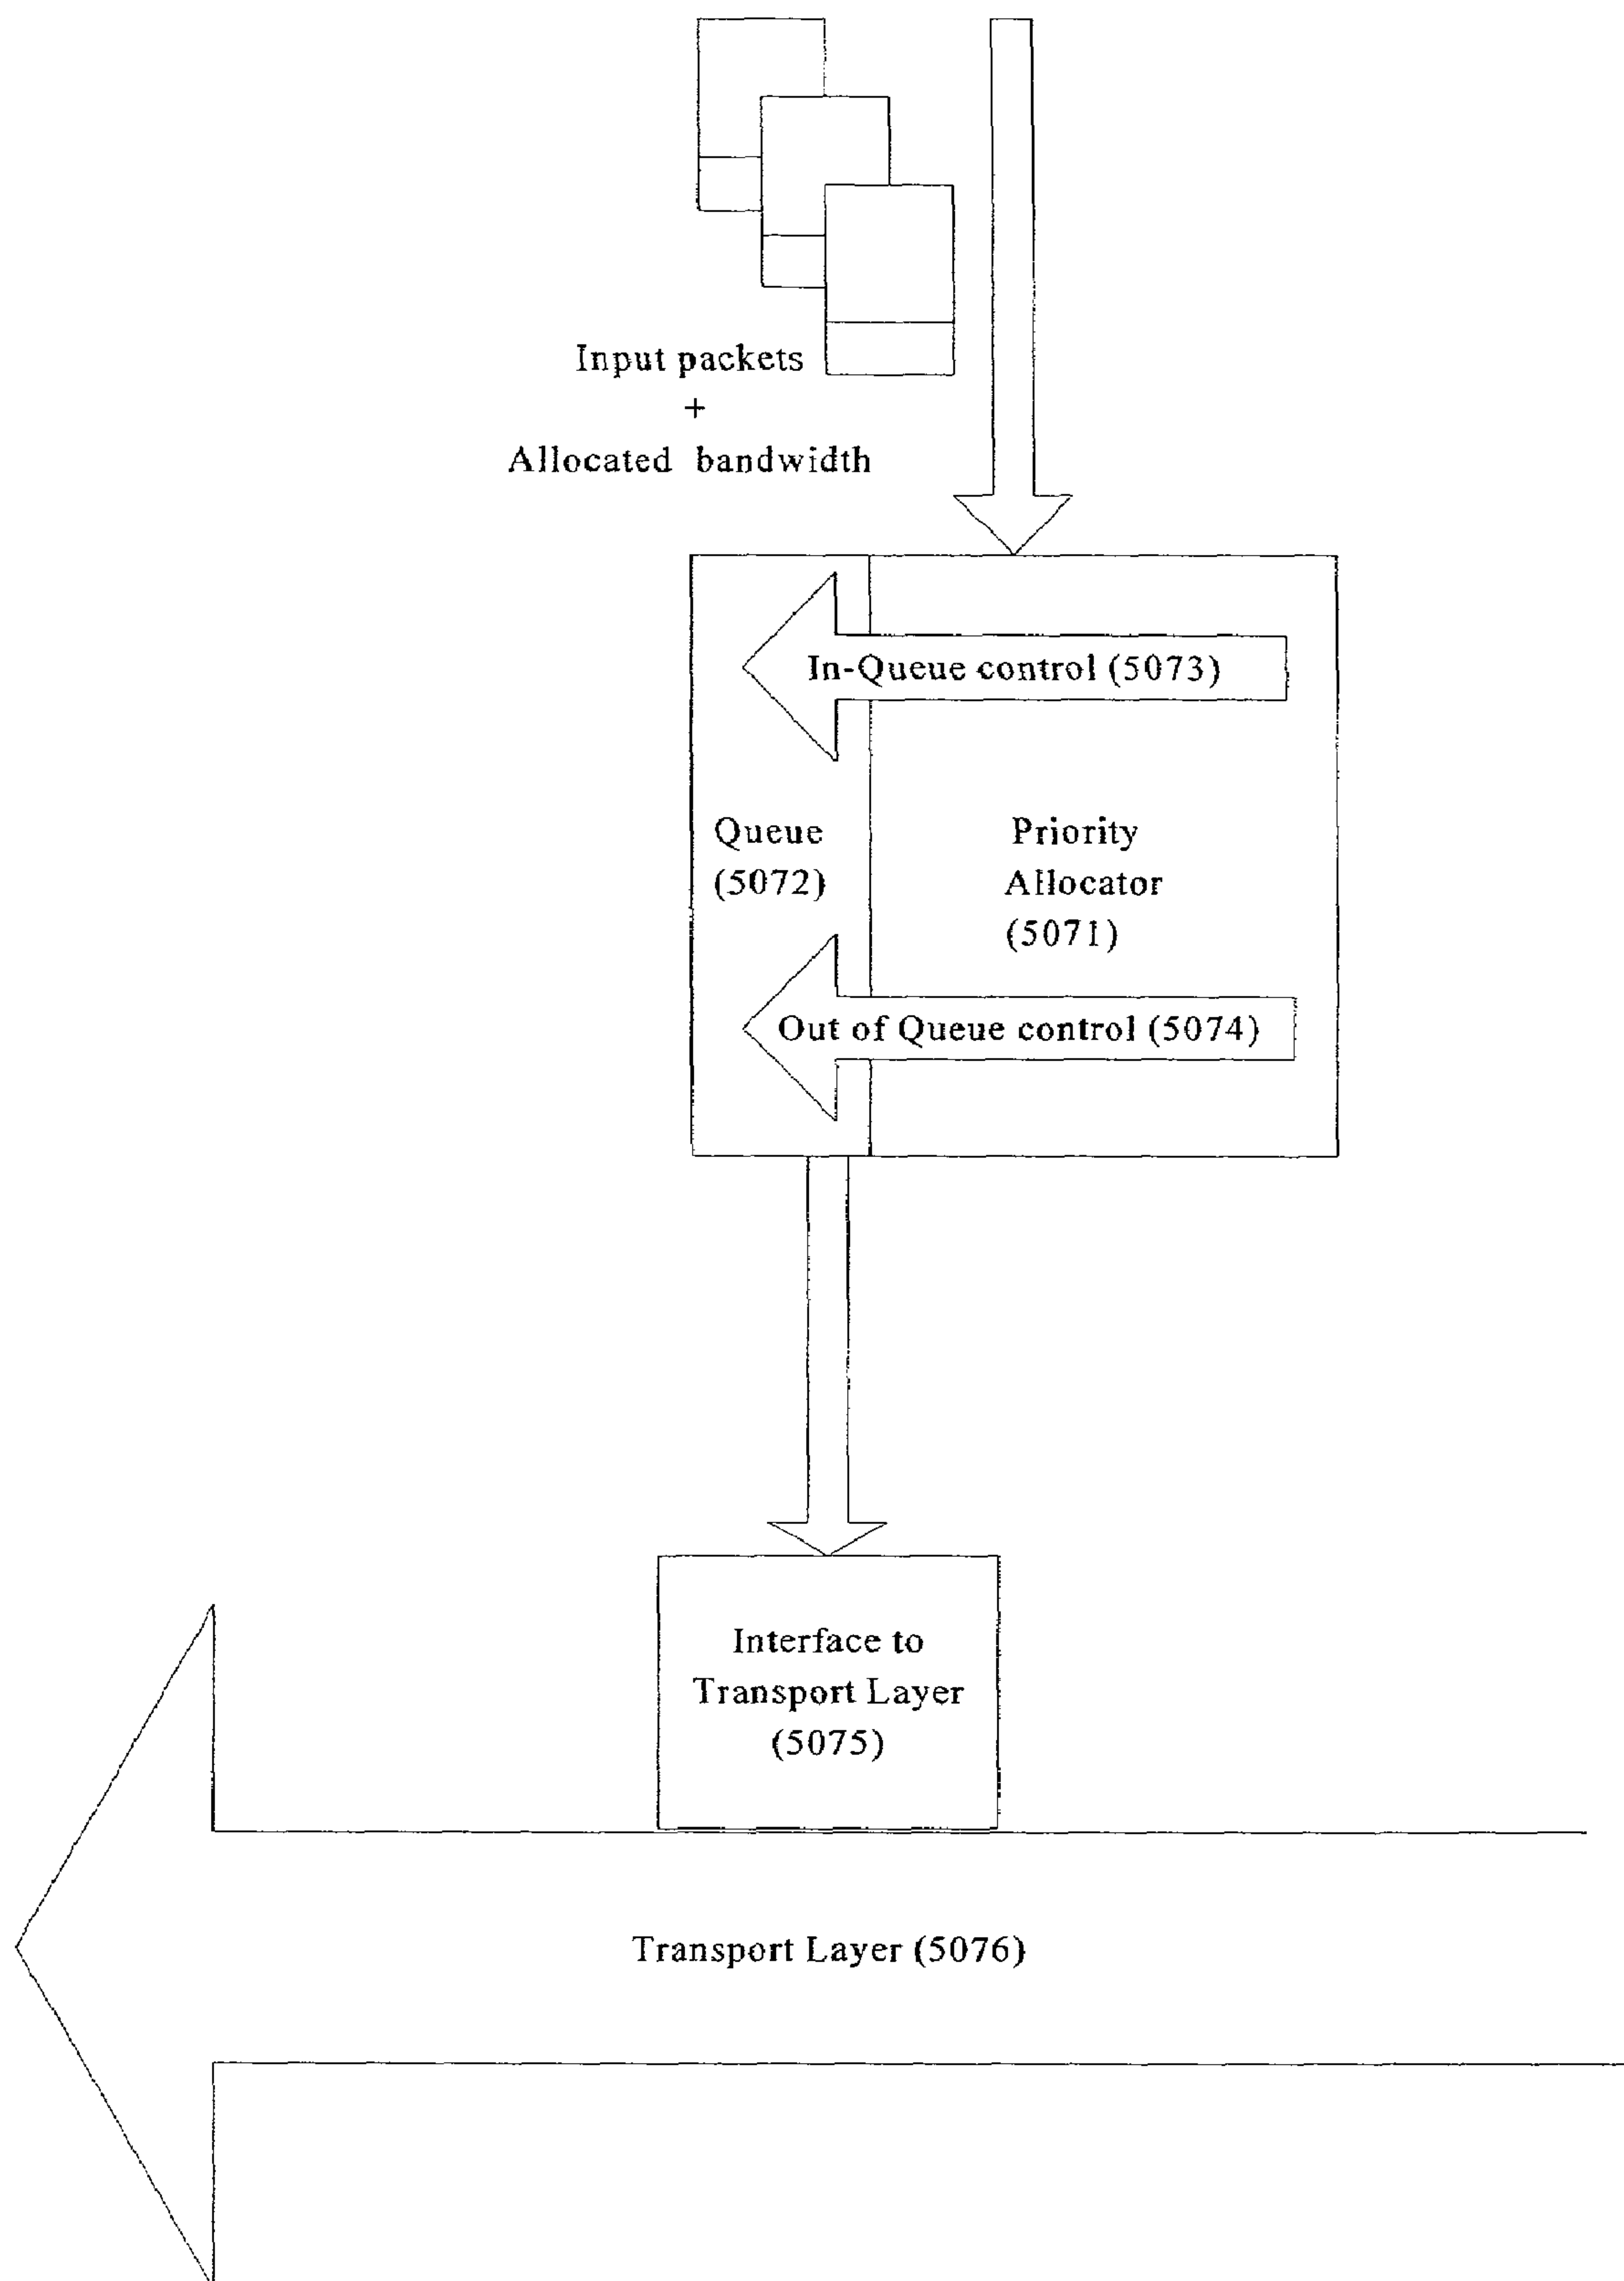 Input packets
+
Allocated bandwidth
In-Queue control (5073)
Queue
(5072)
Priority
Allocator
(5071)
Out of Queue control (5074)
Interface to
Transport Layer
(5075)
Transport Layer (5076)